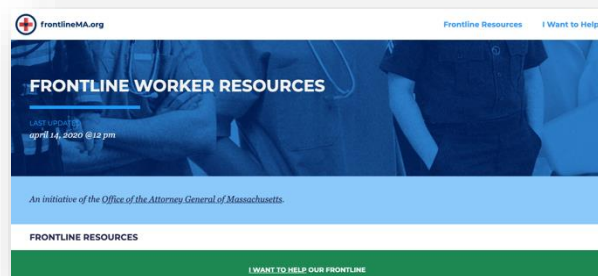 frontlineMA.org
Frontline Resources I Want to Help
FRONTLINE WORKER RESOURCES
LAST UPDATED:
april 14, 2020 @12 pm
An initiative of the Office of the Attorney General of Massachusetts.
FRONTLINE RESOURCES
I WANT TO HELP OUR FRONTLINE